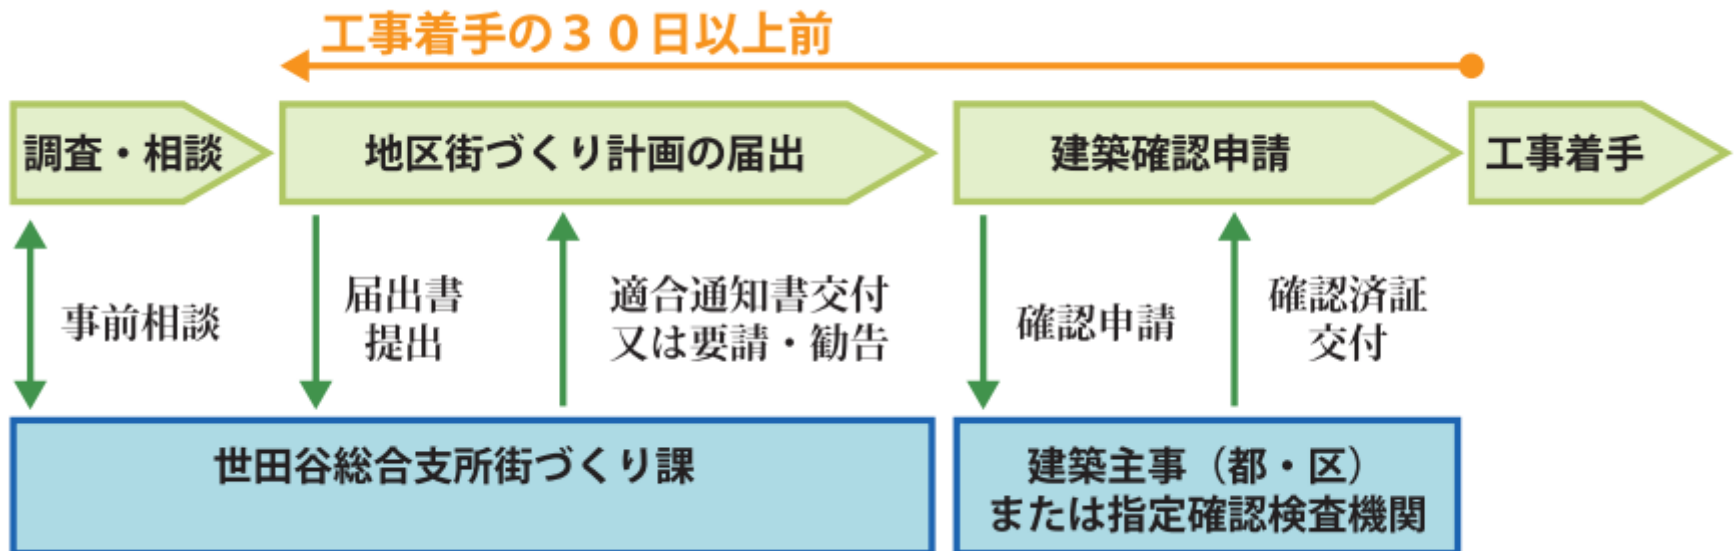 工事着手の３０日以上前
調査・相談
地区街づくり計画の届出
建築確認申請
工事着手
事前相談
届出書
提出
適合通知書交付
又は要請・勧告
確認申請
確認済証
交付
世田谷総合支所街づくり課
建築主事（都・区）
または指定確認検査機関